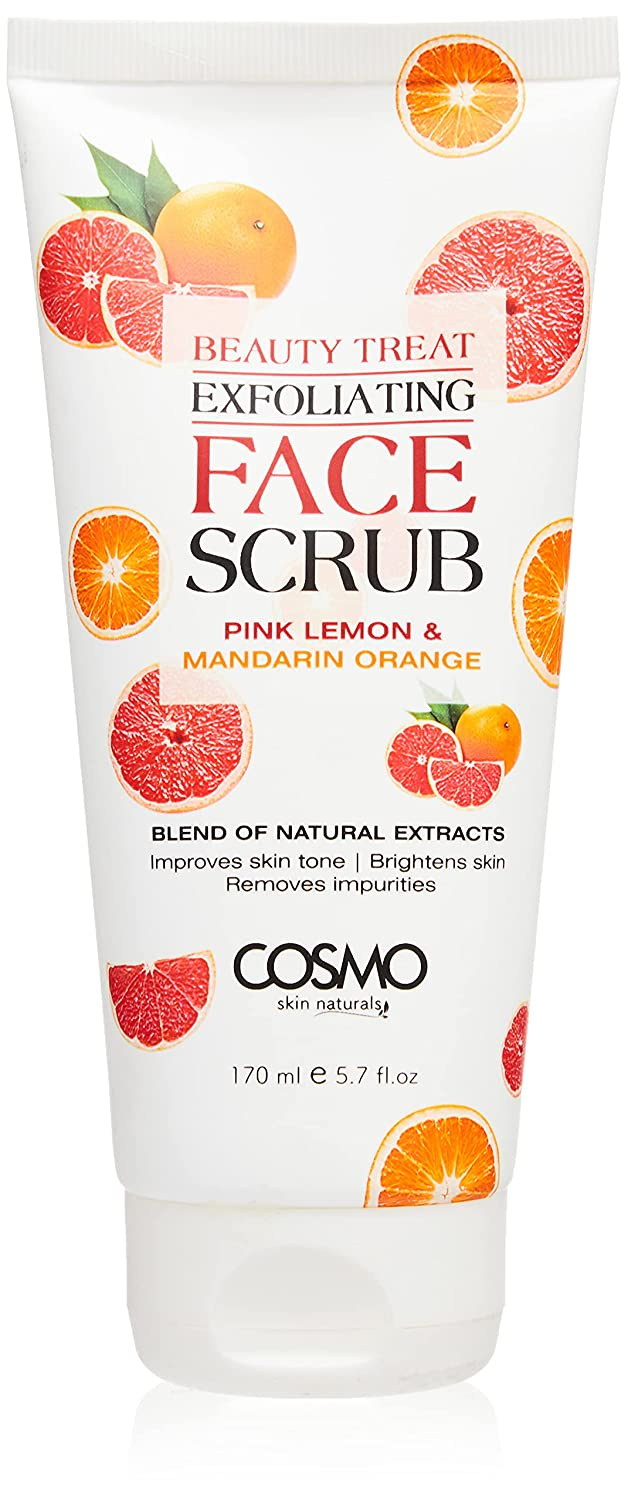 BEAUTY TREAT
EXFOLIATING
FACE
SCRUB
PINK LEMON &
MANDARIN ORANGE
BLEND OF NATURAL EXTRACTS
Improves skin tone | Brightens skin
Removes impurities
COSMO
skin naturals
170 ml e 5.7 fl.oz